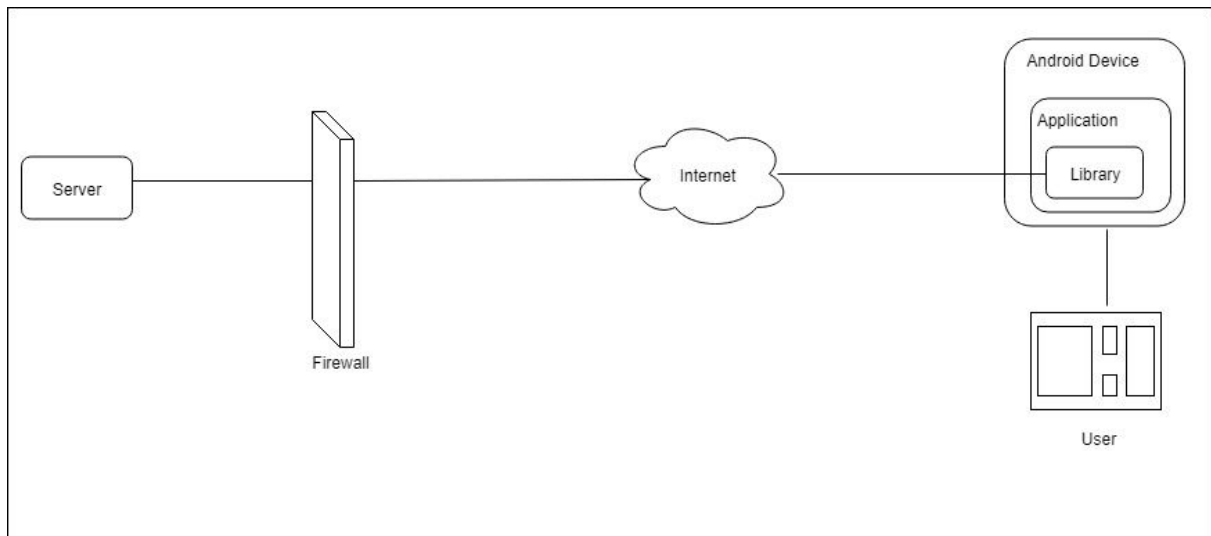 Android Device
Application
Library
Internet
Server
Firewall
User